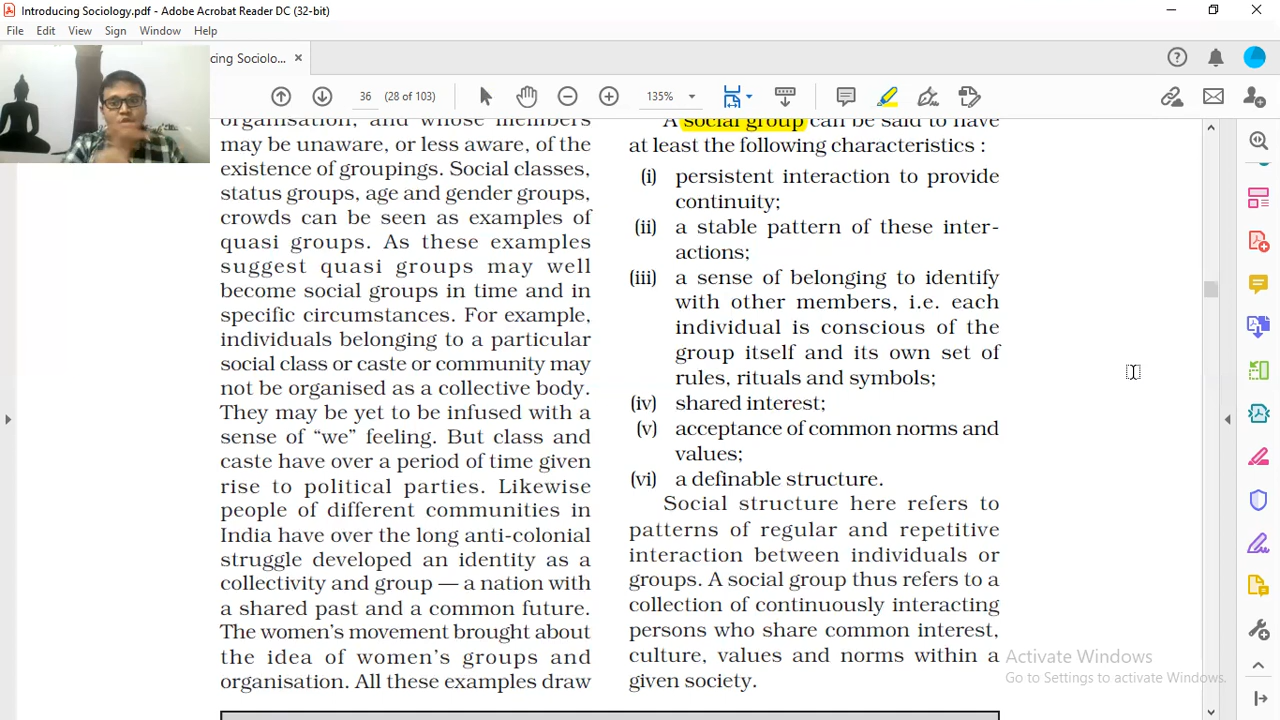 Introducing Sociology.pdf - Adobe Acrobat Reader DC (32-bit)
File Edit View Sign Window Help
cing Sociolo...
36 (28 of 103)
135%
organisation, and whose members
may be unaware, or less aware, of the
existence of groupings. Social classes,
status groups, age and gender groups,
crowds can be seen as examples of
quasi groups. As these examples
suggest quasi groups may well
become social groups in time and in
specific circumstances. For example,
individuals belonging to a particular
social class or caste or community may
not be organised as a collective body.
They may be yet to be infused with a
sense of “we” feeling. But class and
caste have over a period of time given
rise to political parties. Likewise
people of different communities in
India have over the long anti-colonial
struggle developed an identity as a
collectivity and group — a nation with
a shared past and a common future.
The women’s movement brought about
the idea of women’s groups and
organisation. All these examples draw
A social group can be said to have
at least the following characteristics :
(i) persistent interaction to provide
continuity;
(ii) a stable pattern of these inter-
actions;
(iii) a sense of belonging to identify
with other members, i.e. each
individual is conscious of the
group itself and its own set of
rules, rituals and symbols;
(iv) shared interest;
(v) acceptance of common norms and
values;
(vi) a definable structure.
Social structure here refers to
patterns of regular and repetitive
interaction between individuals or
groups. A social group thus refers to a
collection of continuously interacting
persons who share common interest,
culture, values and norms within a
given society.
Activate Windows
Go to Settings to activate Windows.